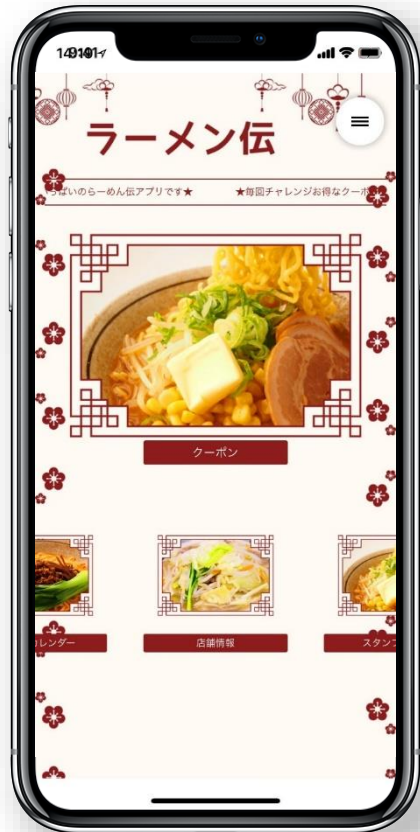 ラーメン伝
ぱいのらーめん伝アプリです★ ★毎回チャレンジお得なクーポ
クーポン
レンダー
店舗情報
スタン